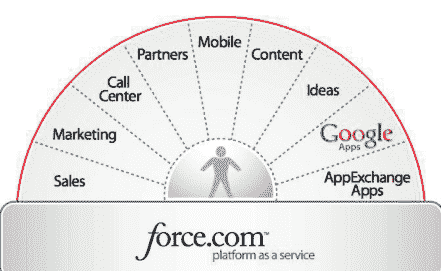 Mobile
Partners
Content
Call
Center
Ideas
Marketing
Google
Apps
Sales
AppExchange
Apps
force.com™
platform as a service